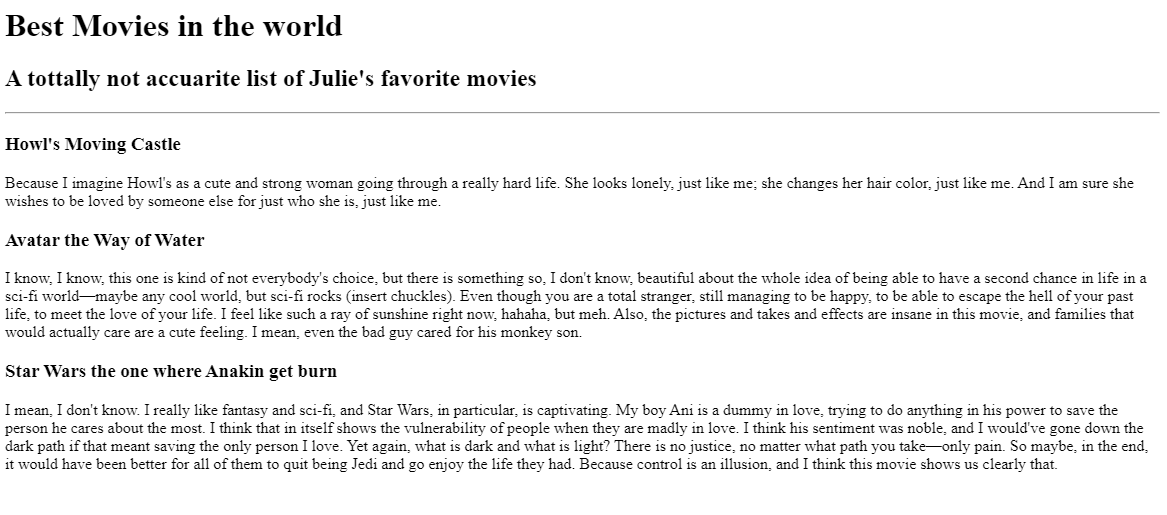 Best Movies in the world
A tottally not accuarite list of Julie's favorite movies
Howl's Moving Castle
Because I imagine Howl's as a cute and strong woman going through a really hard life. She looks lonely, just like me; she changes her hair color, just like me. And I am sure she
wishes to be loved by someone else for just who she is, just like me.
Avatar the Way of Water
I know, I know, this one is kind of not everybody's choice, but there is something so, I don't know, beautiful about the whole idea of being able to have a second chance in life in a
sci-fi world—maybe any cool world, but sci-fi rocks (insert chuckles). Even though you are a total stranger, still managing to be happy, to be able to escape the hell of your past
life, to meet the love of your life. I feel like such a ray of sunshine right now, hahaha, but meh. Also, the pictures and takes and effects are insane in this movie, and families that
would actually care are a cute feeling. I mean, even the bad guy cared for his monkey son.
Star Wars the one where Anakin get burn
I mean, I don't know. I really like fantasy and sci-fi, and Star Wars, in particular, is captivating. My boy Ani is a dummy in love, trying to do anything in his power to save the
person he cares about the most. I think that in itself shows the vulnerability of people when they are madly in love. I think his sentiment was noble, and I would've gone down the
dark path if that meant saving the only person I love. Yet again, what is dark and what is light? There is no justice, no matter what path you take—only pain. So maybe, in the end,
it would have been better for all of them to quit being Jedi and go enjoy the life they had. Because control is an illusion, and I think this movie shows us clearly that.